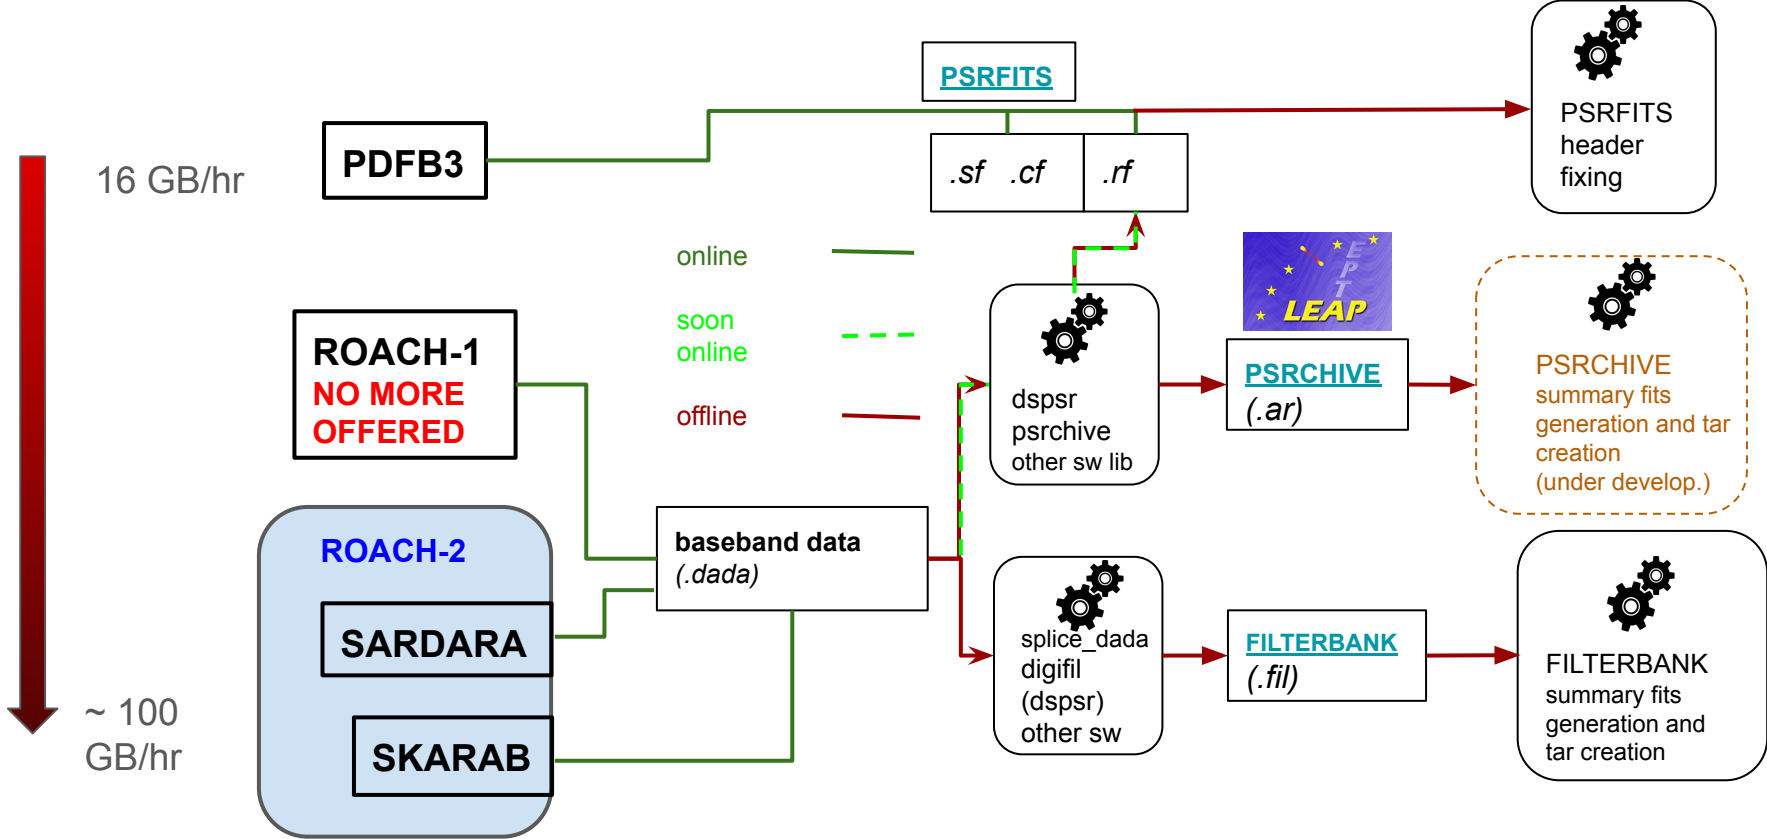 PSRFITS
PDFB3
16 GB/hr
.sf .cf
.rf
PSRFITS
header
fixing
online
soon
online
offline
ROACH-1
NO MORE
OFFERED
EPT
LEAP
dspsr
psrchive
other sw lib
PSRCHIVE
(.ar)
PSRCHIVE
summary fits
generation and tar
creation
(under develop.)
ROACH-2
SARDARA
SKARAB
~ 100
GB/hr
baseband data
(.dada)
splice_dada
digifil
(dspsr)
other sw
FILTERBANK
(.fil)
FILTERBANK
summary fits
generation and
tar creation